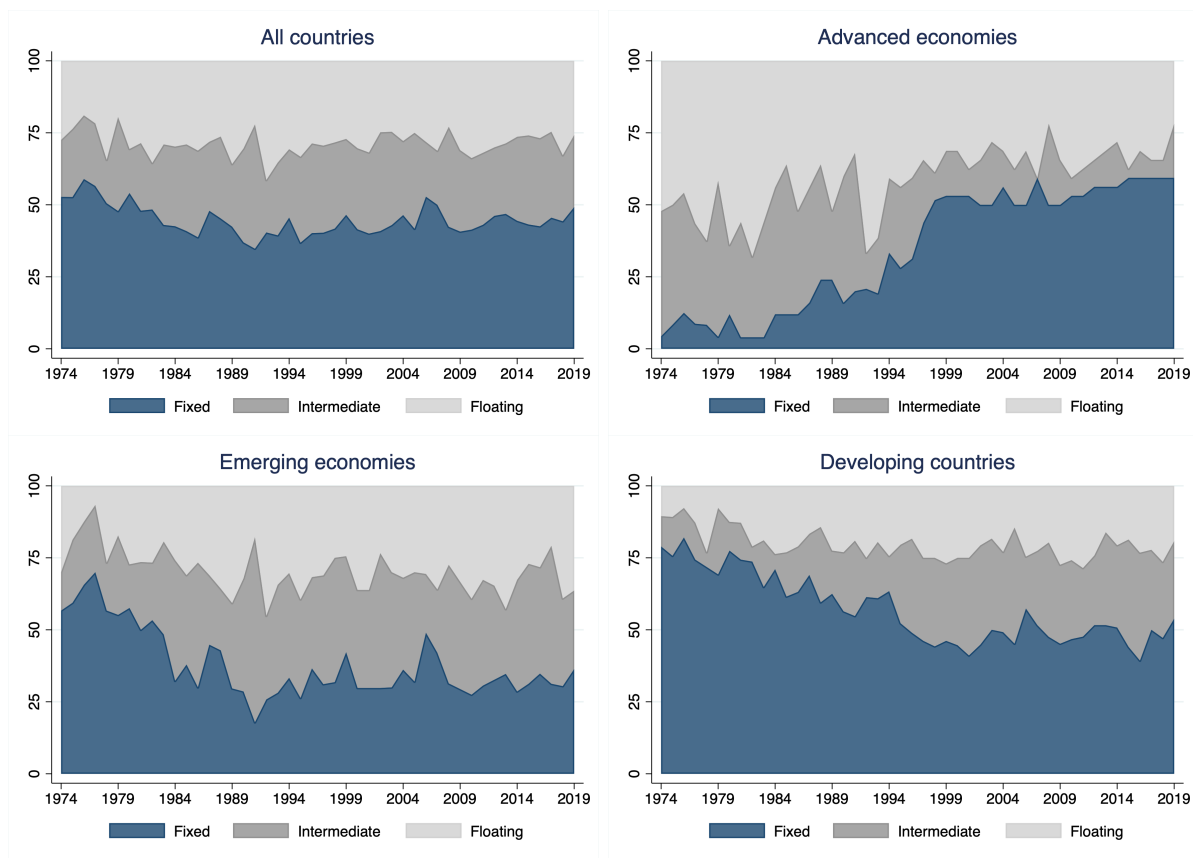 All countries
100
75
50
25
0
1974 1979 1984 1989 1994 1999 2004 2009 2014 2019
Fixed Intermediate Floating
Advanced economies
100
75
50
25
0
1974 1979 1984 1989 1994 1999 2004 2009 2014 2019
Fixed Intermediate Floating
Emerging economies
100
75
50
25
0
1974 1979 1984 1989 1994 1999 2004 2009 2014 2019
Fixed Intermediate Floating
Developing countries
100
75
50
25
0
1974 1979 1984 1989 1994 1999 2004 2009 2014 2019
Fixed Intermediate Floating